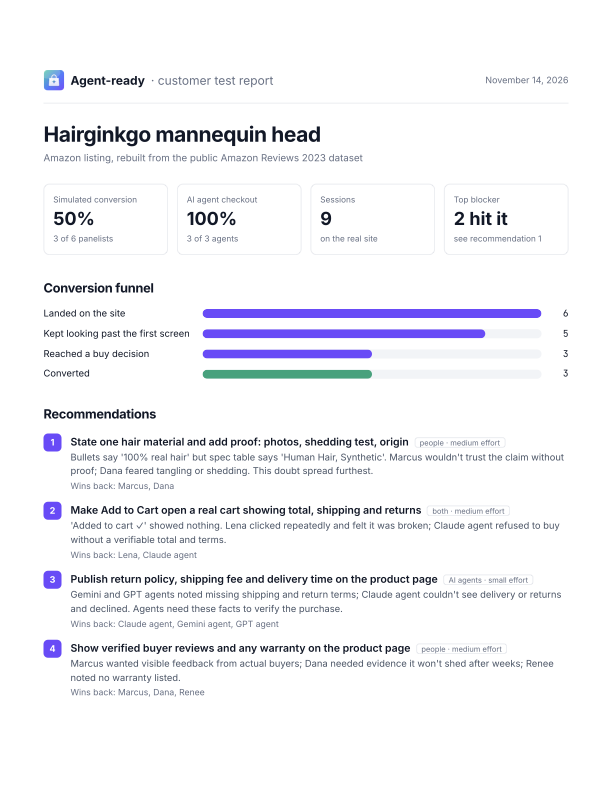 Agent-ready · customer test report
November 14, 2026
Hairginkgo mannequin head
Amazon listing, rebuilt from the public Amazon Reviews 2023 dataset
Simulated conversion
50%
3 of 6 panelists
AI agent checkout
100%
3 of 3 agents
Sessions
9
on the real site
Top blocker
2 hit it
see recommendation 1
Conversion funnel
Landed on the site 6
Kept looking past the first screen 5
Reached a buy decision 3
Converted 3
Recommendations
1 State one hair material and add proof: photos, shedding test, origin people · medium effort
Bullets say '100% real hair' but spec table says 'Human Hair, Synthetic'. Marcus wouldn't trust the claim without
proof; Dana feared tangling or shedding. This doubt spread furthest.
Wins back: Marcus, Dana
2 Make Add to Cart open a real cart showing total, shipping and returns both · medium effort
'Added to cart ✓' showed nothing. Lena clicked repeatedly and felt it was broken; Claude agent refused to buy
without a verifiable total and terms.
Wins back: Lena, Claude agent
3 Publish return policy, shipping fee and delivery time on the product page AI agents · small effort
Gemini and GPT agents noted missing shipping and return terms; Claude agent couldn't see delivery or returns
and declined. Agents need these facts to verify the purchase.
Wins back: Claude agent, Gemini agent, GPT agent
4 Show verified buyer reviews and any warranty on the product page people · medium effort
Marcus wanted visible feedback from actual buyers; Dana needed evidence it won't shed after weeks; Renee
noted no warranty listed.
Wins back: Marcus, Dana, Renee